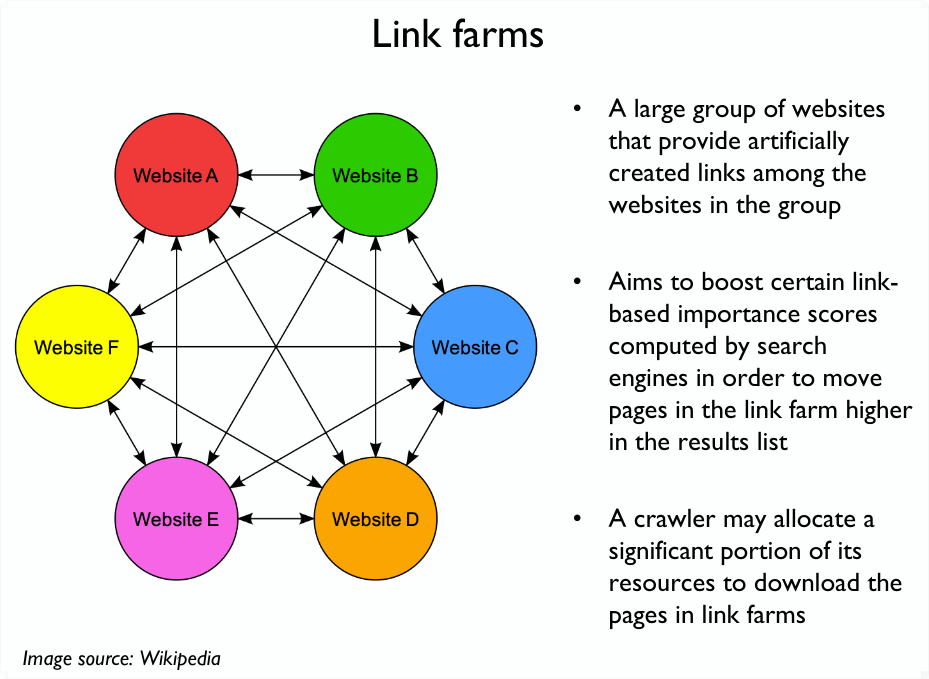 Link farms
Website A
Website B
Website F
Website C
Website E
Website D
• A large group of websites
that provide artificially
created links among the
websites in the group
• Aims to boost certain link-
based importance scores
computed by search
engines in order to move
pages in the link farm higher
in the results list
• A crawler may allocate a
significant portion of its
resources to download the
pages in link farms
Image source: Wikipedia